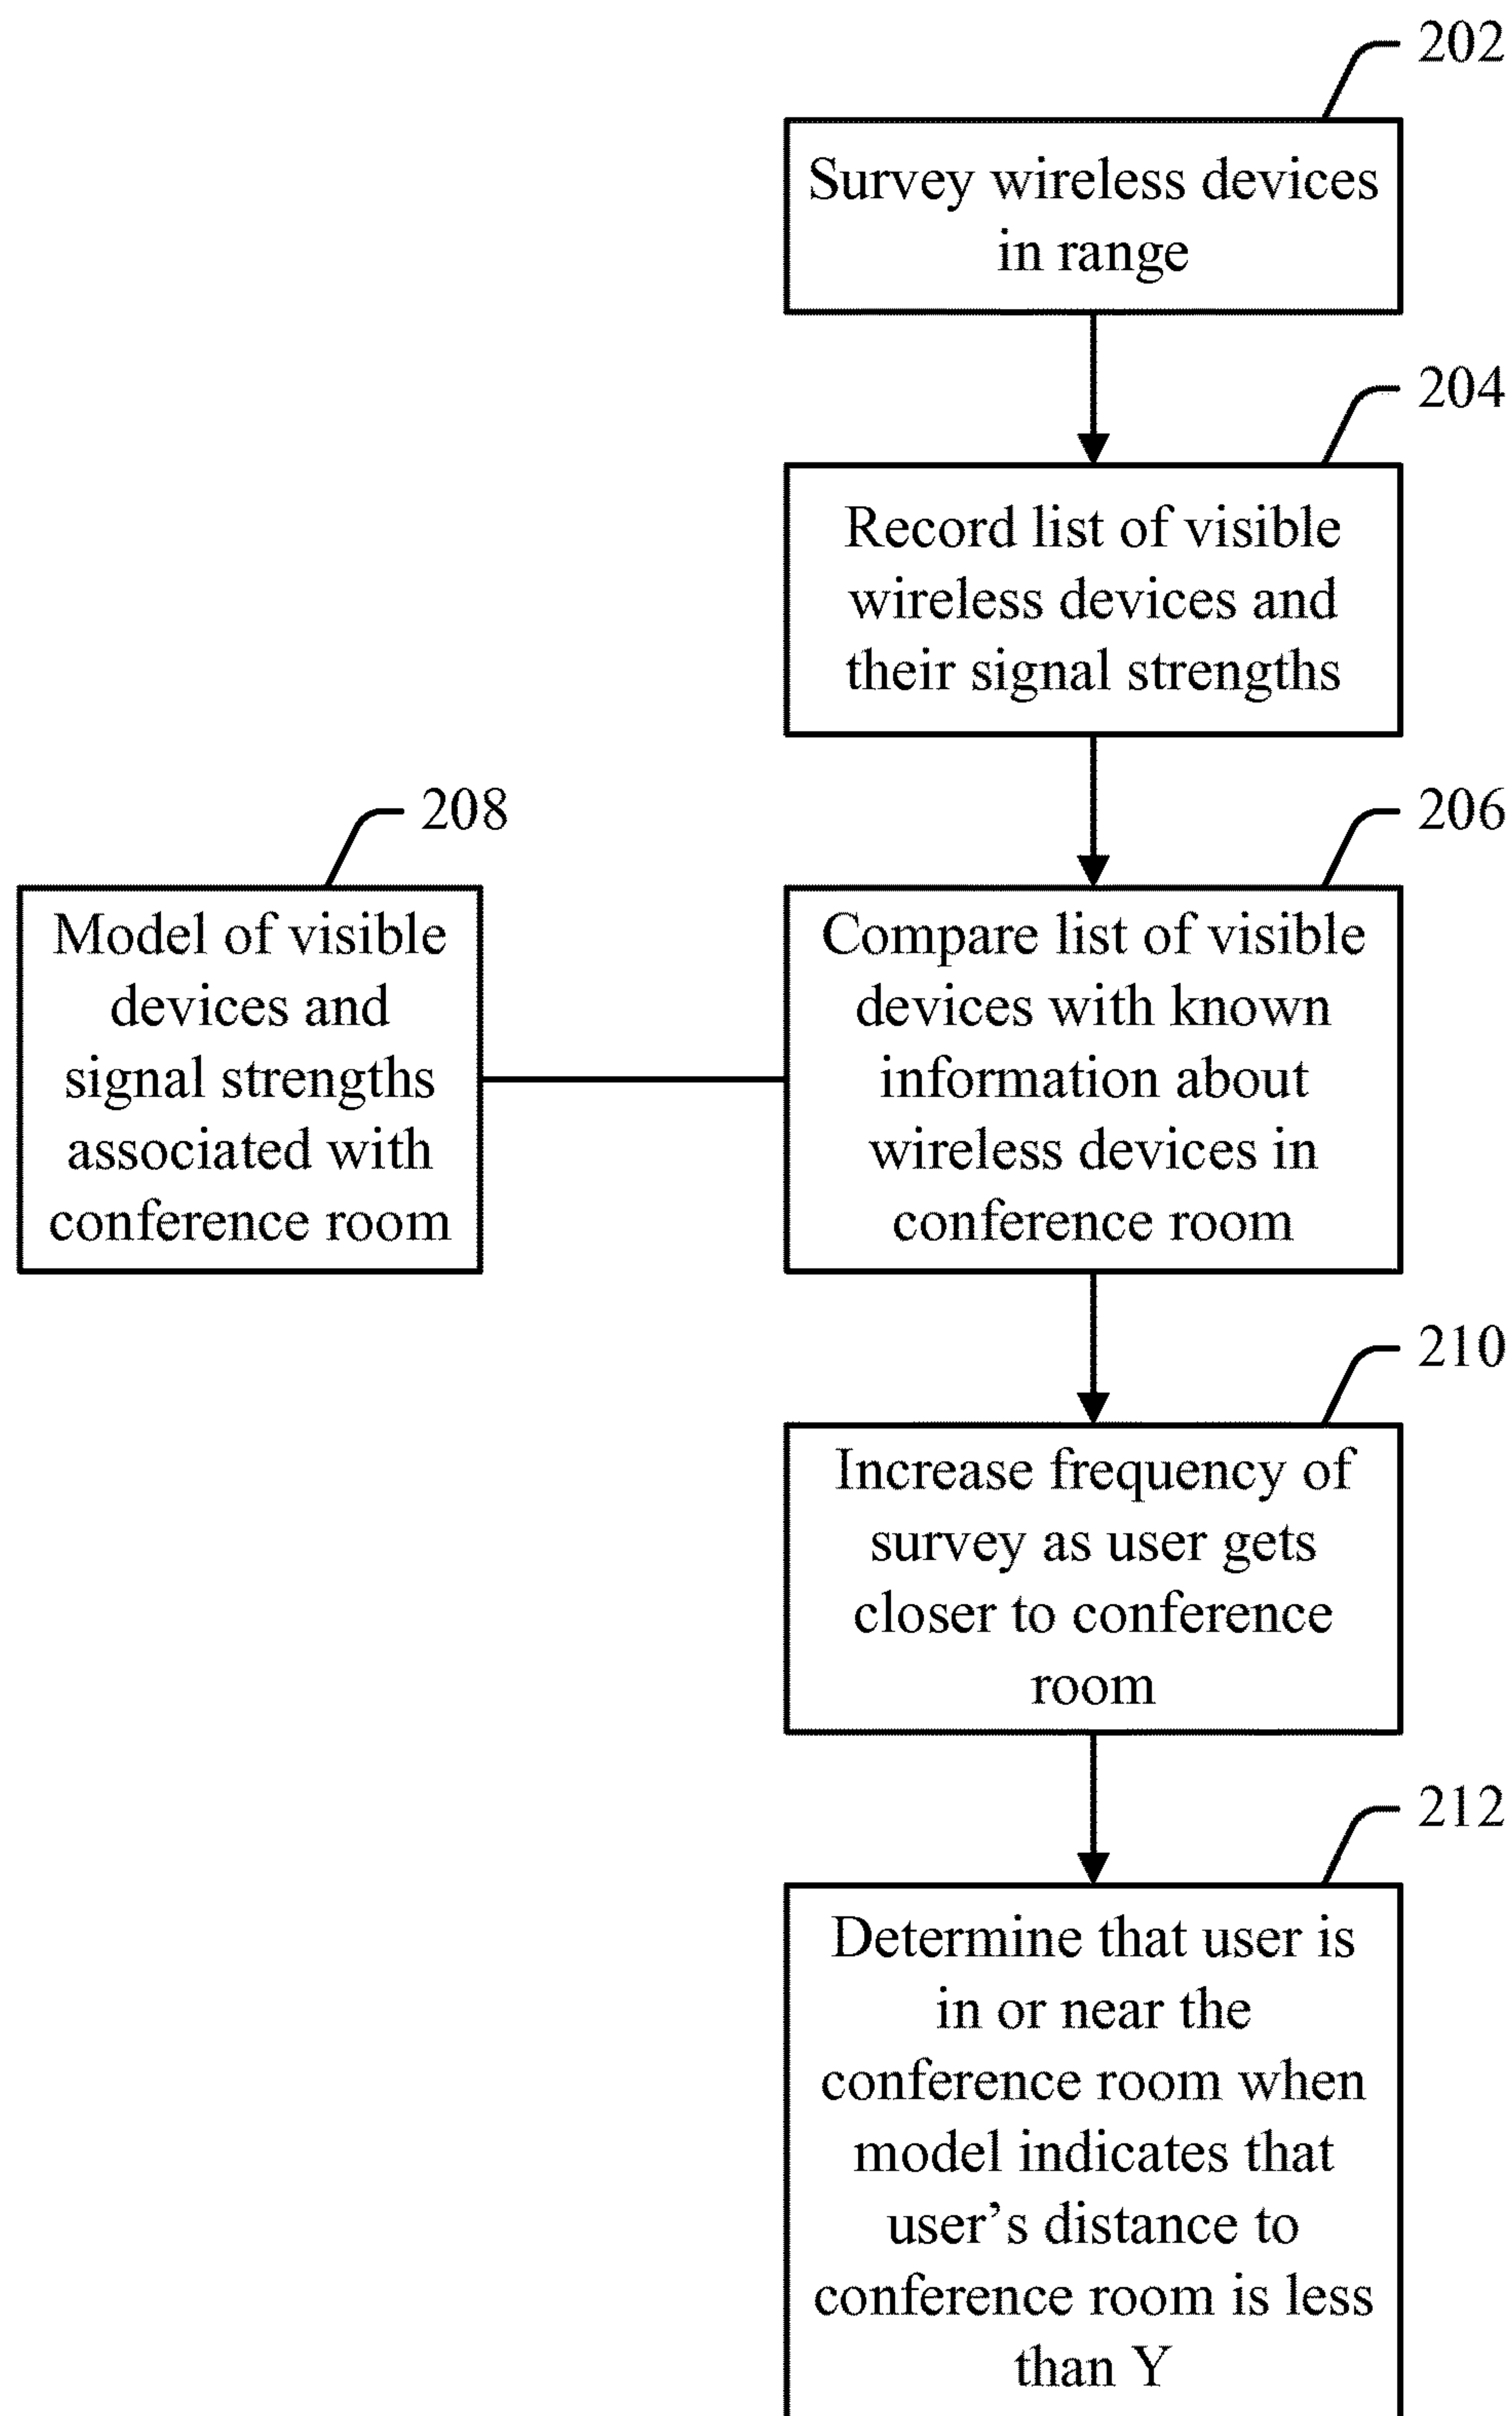 202
Survey wireless devices
in range
204
Record list of visible
wireless devices and
their signal strengths
208
Model of visible
devices and
signal strengths
associated with
conference room
206
Compare list of visible
devices with known
information about
wireless devices in
conference room
210
Increase frequency of
survey as user gets
closer to conference
room
212
Determine that user is
in or near the
conference room when
model indicates that
user’s distance to
conference room is less
than Y